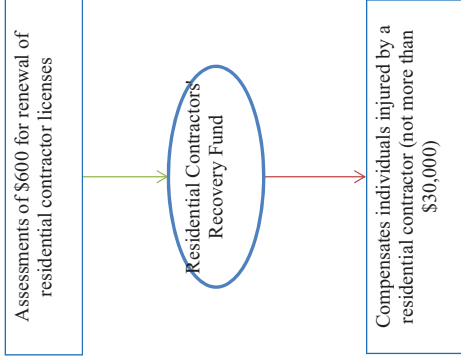 Assessments of $600 for renewal of
residential contractor licenses
Residential Contractors'
Recovery Fund
Compensates individuals injured by a
residential contractor (not more than
$30,000)